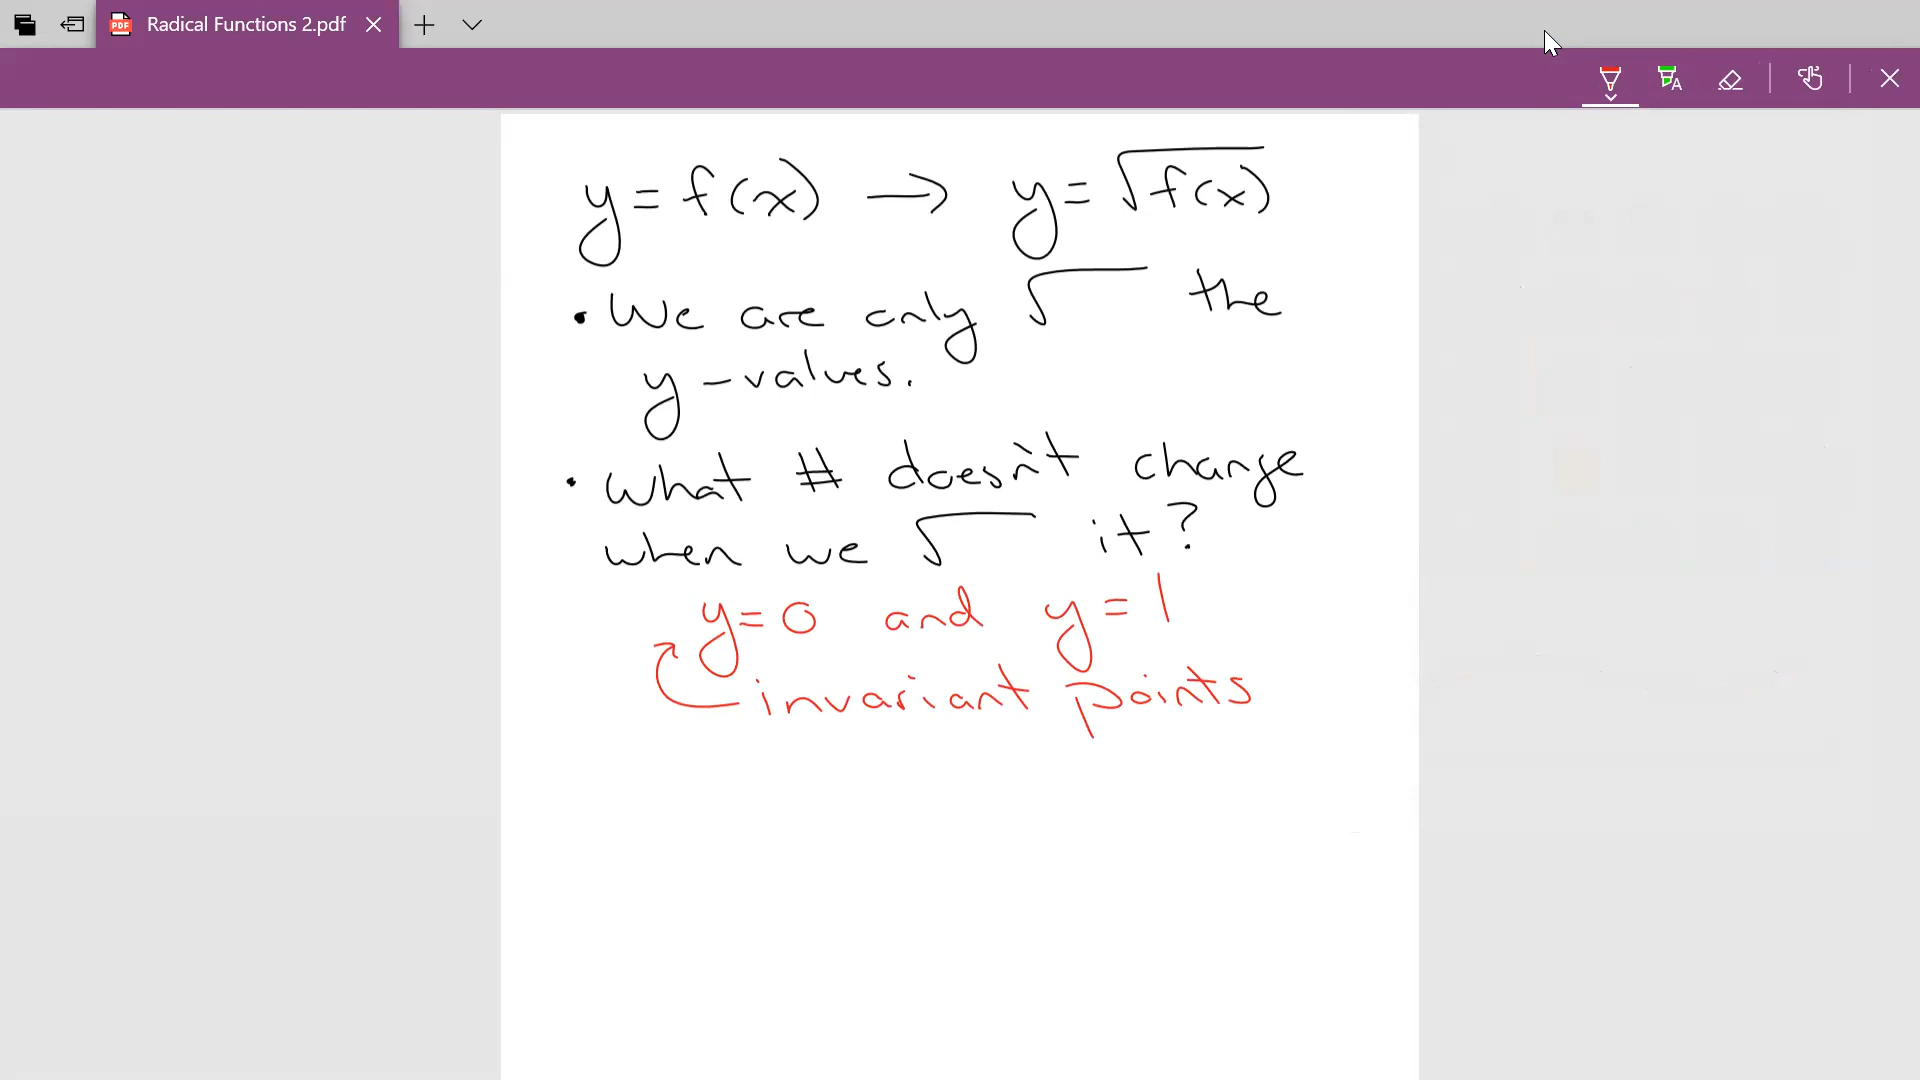 Radical Functions 2.pdf
y = f(x) → y = √f(x)
• We are only √ the
y-values.
• What # doesn't change
when we √ it?
y = 0 and y = 1
invariant points